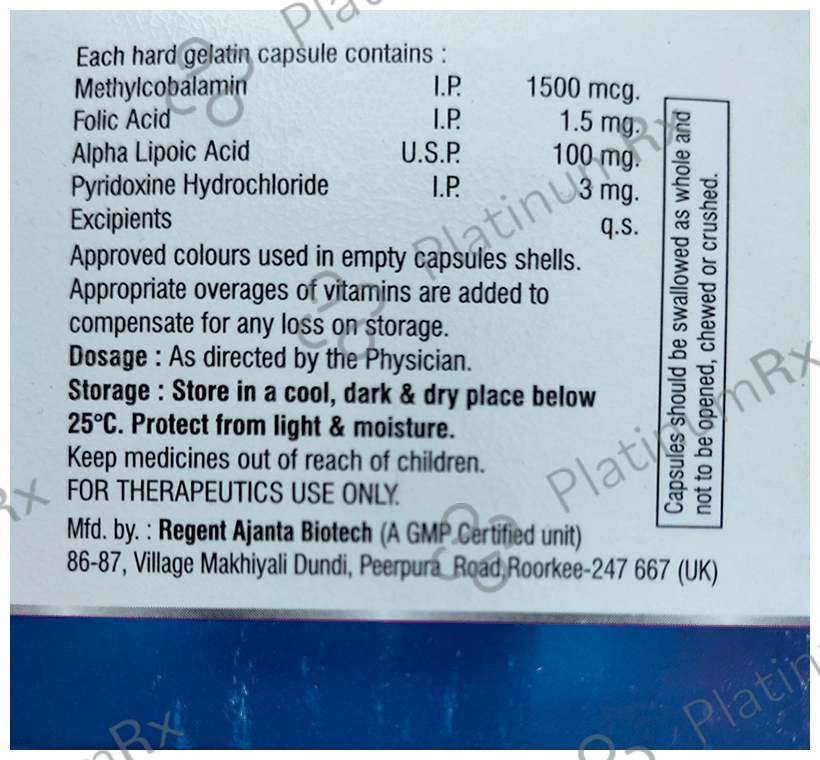 Each hard gelatin capsule contains :
Methylcobalamin I.P. 1500 mcg.
Folic Acid I.P. 1.5 mg.
Alpha Lipoic Acid U.S.P. 100 mg.
Pyridoxine Hydrochloride I.P. 3 mg.
Excipients q.s.
Approved colours used in empty capsules shells.
Appropriate overages of vitamins are added to
compensate for any loss on storage.
Dosage : As directed by the Physician.
Storage : Store in a cool, dark & dry place below
25°C. Protect from light & moisture.
Keep medicines out of reach of children.
FOR THERAPEUTICS USE ONLY.
Mfd. by. : Regent Ajanta Biotech (A GMP Certified unit)
86-87, Village Makhiyali Dundi, Peerpura Road,Roorkee-247 667 (UK)
Capsules should be swallowed as whole and
not to be opened, chewed or crushed.
Plati
PlatinumRx
PlatinumRx
Rx
numRx
Platin